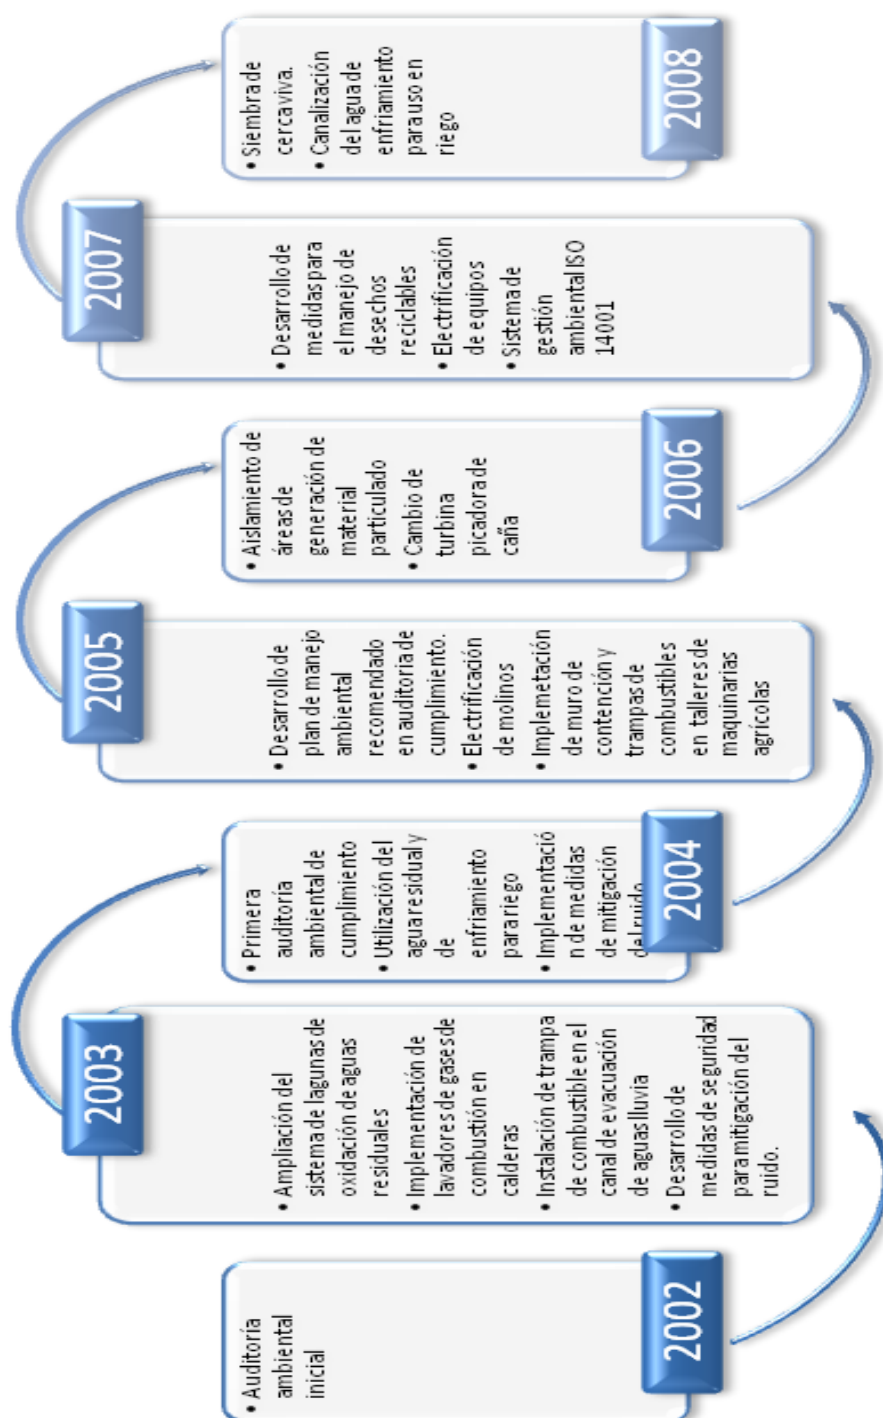 • Auditoría
ambiental
inicial
2002
2003
• Ampliación del
sistema de lagunas de
oxidación de aguas
residuales
• Implementación de
lavadores de gases de
combustión en
calderas
• Instalación de trampa
de combustible en el
canal de evacuación
de aguas lluvia
• Desarrollo de
medidas de seguridad
para mitigación del
ruido.
• Primera
auditoría
ambiental de
cumplimiento
• Utilización del
agua residual y
de
enfriamiento
para riego
• Implementació
n de medidas
de mitigación
del ruido
2004
2005
• Desarrollo de
plan de manejo
ambiental
recomendado
en auditoria de
cumplimiento.
• Electrificación
de molinos
• Implemetación
de muro de
contención y
trampas de
combustibles
en talleres de
maquinarias
agrícolas
• Aislamiento de
áreas de
generación de
material
particulado
• Cambio de
turbina
picadora de
caña
2006
2007
• Desarrollo de
medidas para
el manejo de
desechos
reciclables
• Electrificación
de equipos
• Sistema de
gestión
ambiental ISO
14001
• Siembra de
cerca viva.
• Canalización
del agua de
enfriamiento
para uso en
riego
2008